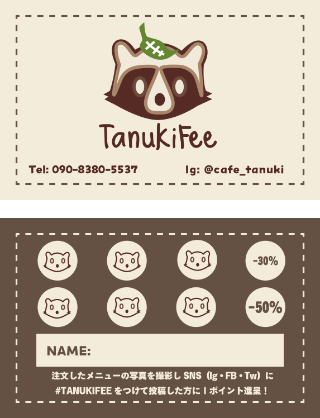 TanukiFee
Tel: 090-8380-5537 Ig: @cafe_tanuki
-30%
-50%
NAME:
注文したメニューの写真を撮影し SNS（Ig・FB・Tw）に
#TANUKIFEE をつけて投稿した方に 1 ポイント進呈！